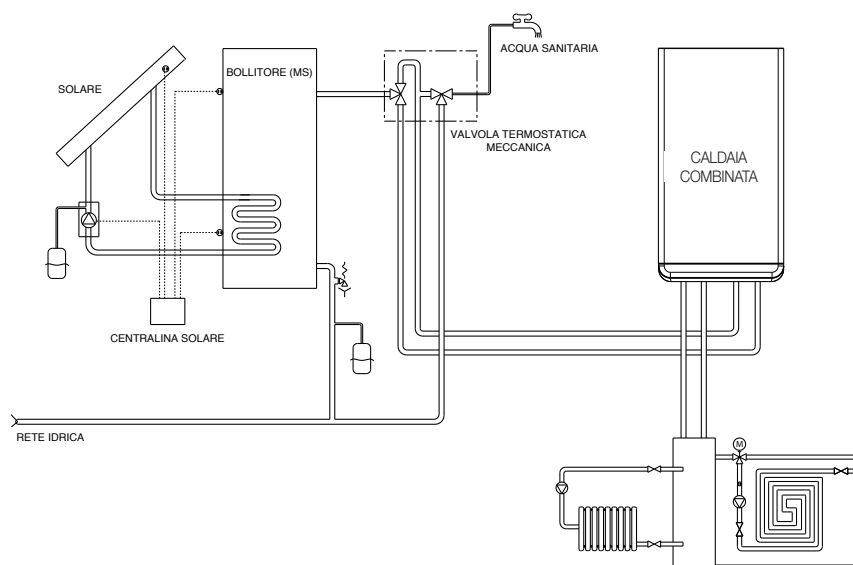 ACQUA SANITARIA
SOLARE
BOLLITORE (MS)
VALVOLA TERMOSTATICA
MECCANICA
CALDAIA
COMBINATA
CENTRALINA SOLARE
RETE IDRICA
M